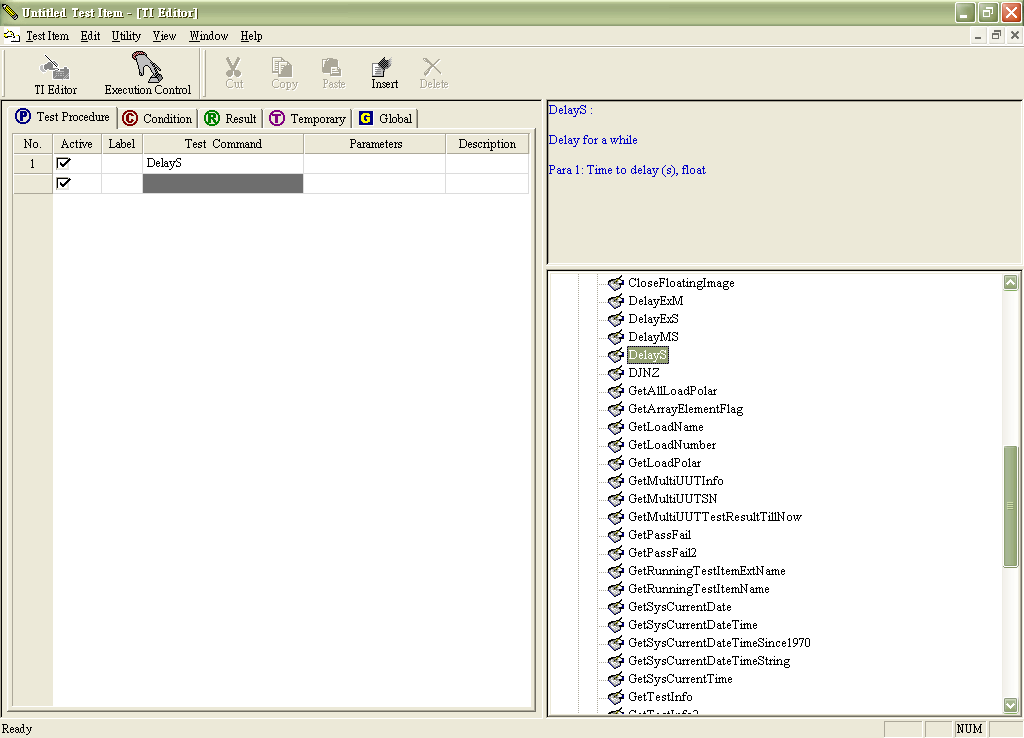 Untitled Test Item - [TI Editor]
Test Item Edit Utility View Window Help
TI Editor Execution Control Cut Copy Paste Insert Delete
P Test Procedure C Condition R Result T Temporary G Global
No. Active Label Test Command Parameters Description
1 DelayS
DelayS :
Delay for a while
Para 1: Time to delay (s), float
CloseFloatingImage
DelayExM
DelayExS
DelayMS
DelayS
DJNZ
GetAllLoadPolar
GetArrayElementFlag
GetLoadName
GetLoadNumber
GetLoadPolar
GetMultiUUTInfo
GetMultiUUTSN
GetMultiUUTTestResultTillNow
GetPassFail
GetPassFail2
GetRunningTestItemExtName
GetRunningTestItemName
GetSysCurrentDate
GetSysCurrentDateTime
GetSysCurrentDateTimeSince1970
GetSysCurrentDateTimeString
GetSysCurrentTime
GetTestInfo
GetTestInfo2
Ready NUM